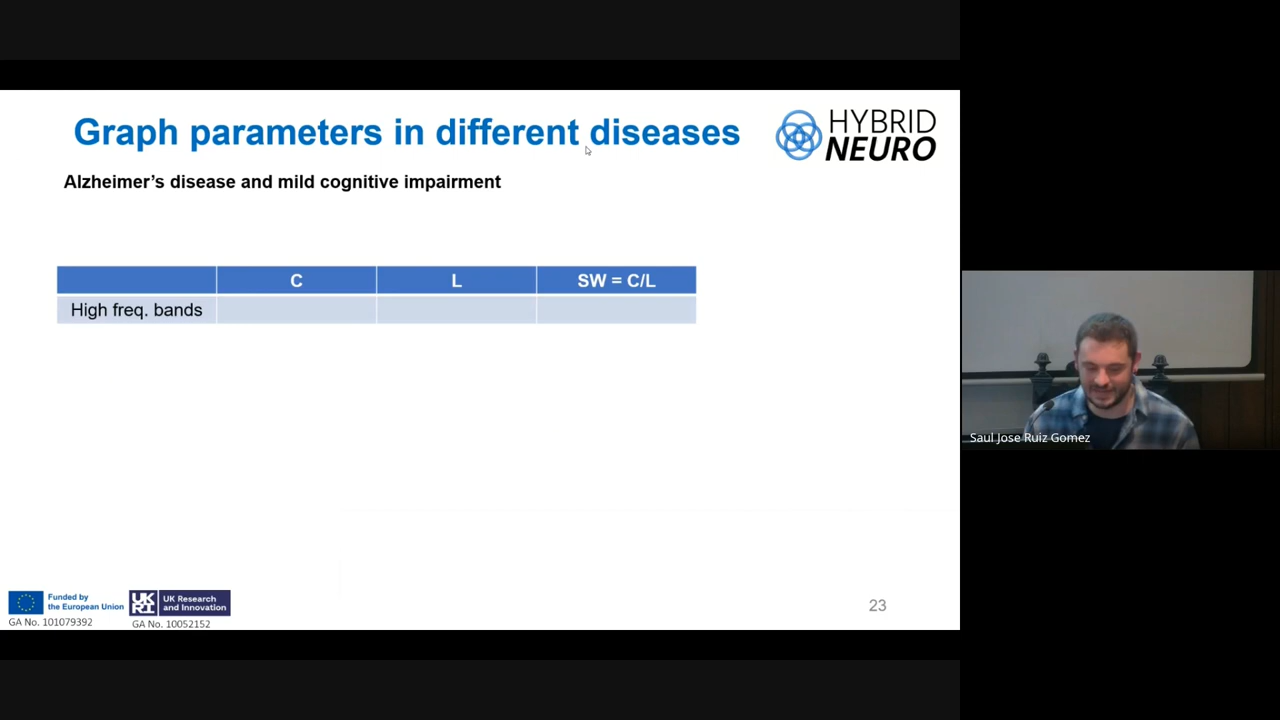 Graph parameters in different diseases
HYBRID
NEURO
Alzheimer’s disease and mild cognitive impairment
C L SW = C/L
High freq. bands
Saul Jose Ruiz Gomez
Funded by
the European Union
GA No. 101079392
UKRI
UK Research
and Innovation
GA No. 10052152
23